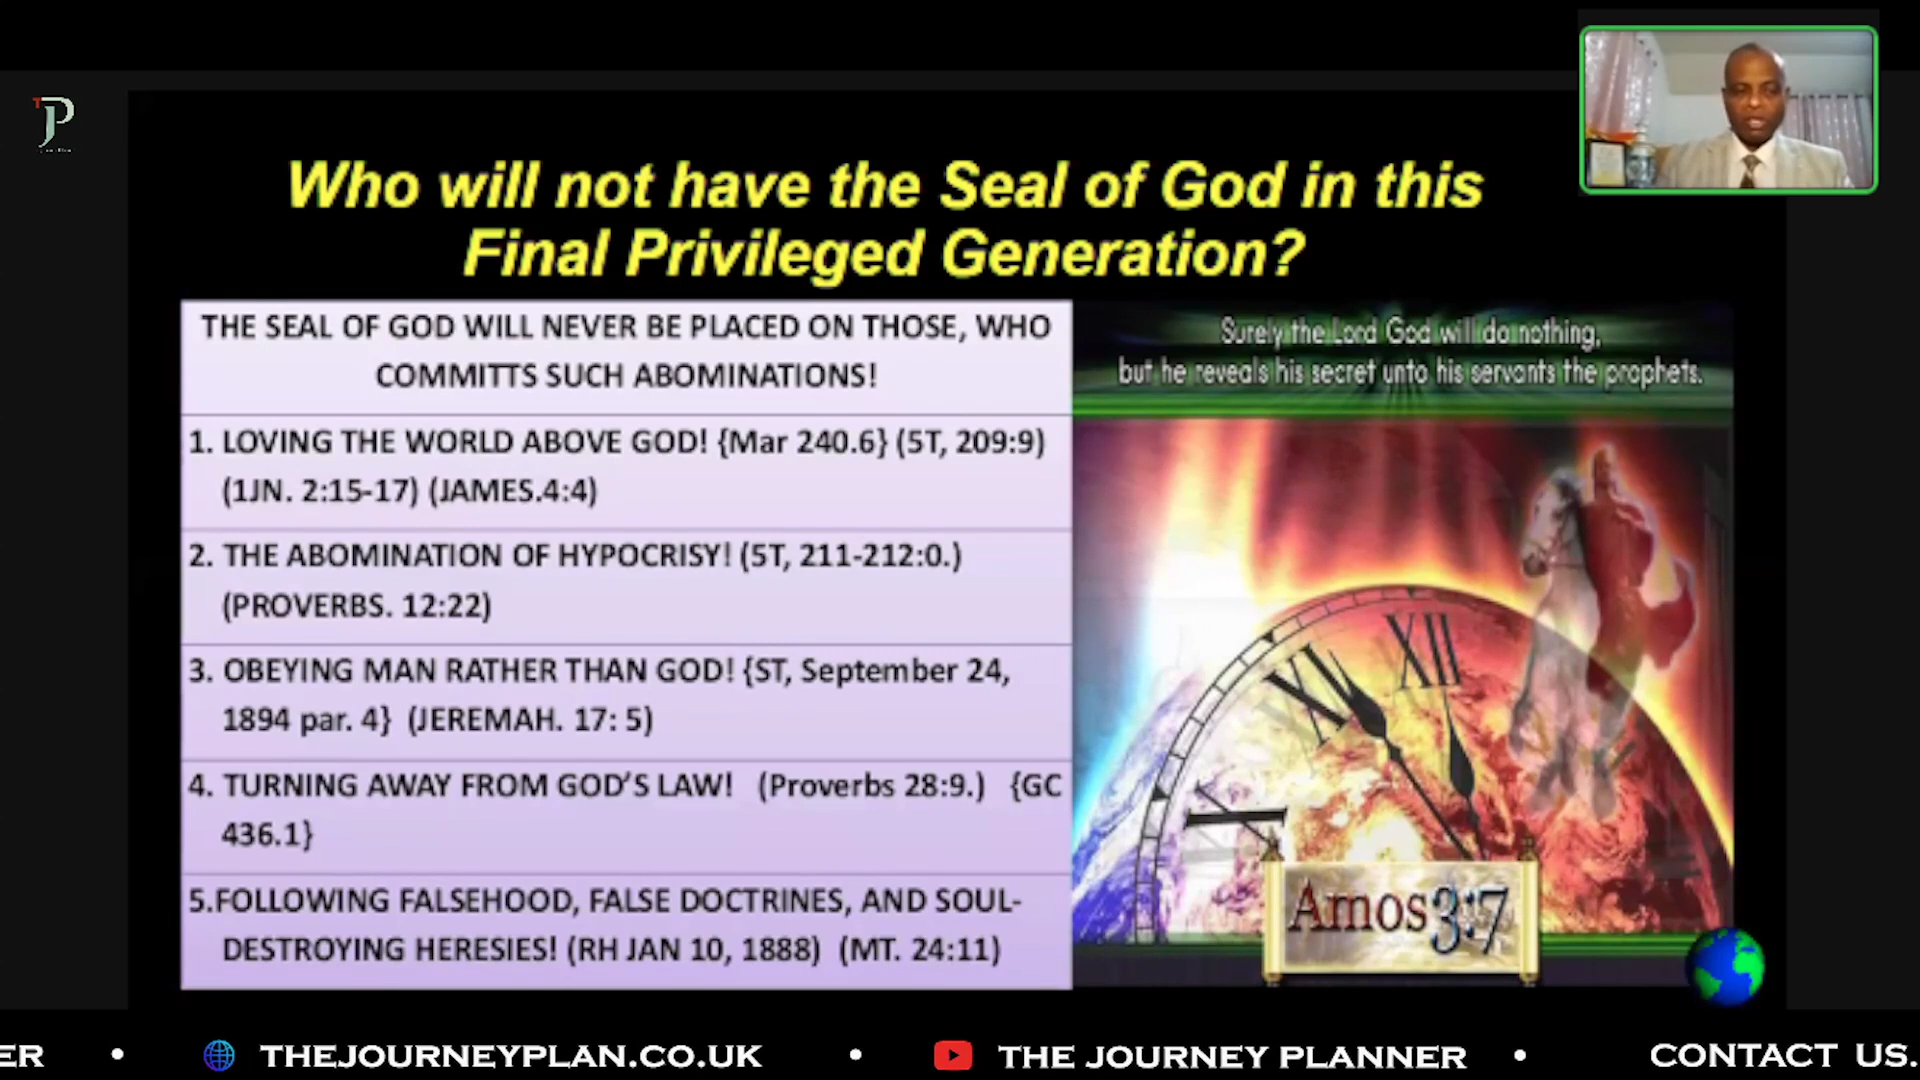 Who will not have the Seal of God in this
Final Privileged Generation?
THE SEAL OF GOD WILL NEVER BE PLACED ON THOSE, WHO
COMMITTS SUCH ABOMINATIONS!
1. LOVING THE WORLD ABOVE GOD! {Mar 240.6} (5T, 209:9)
(1JN. 2:15-17) (JAMES.4:4)
2. THE ABOMINATION OF HYPOCRISY! (5T, 211-212:0.)
(PROVERBS. 12:22)
3. OBEYING MAN RATHER THAN GOD! {ST, September 24,
1894 par. 4} (JEREMAH. 17: 5)
4. TURNING AWAY FROM GOD'S LAW! (Proverbs 28:9.) {GC
436.1}
5.FOLLOWING FALSEHOOD, FALSE DOCTRINES, AND SOUL-
DESTROYING HERESIES! (RH JAN 10, 1888) (MT. 24:11)
Surely the Lord God will do nothing,
but he reveals his secret unto his servants the prophets.
XII
XI
X
Amos 3:7
ER • THEJOURNEYPLAN.CO.UK • THE JOURNEY PLANNER • CONTACT US.